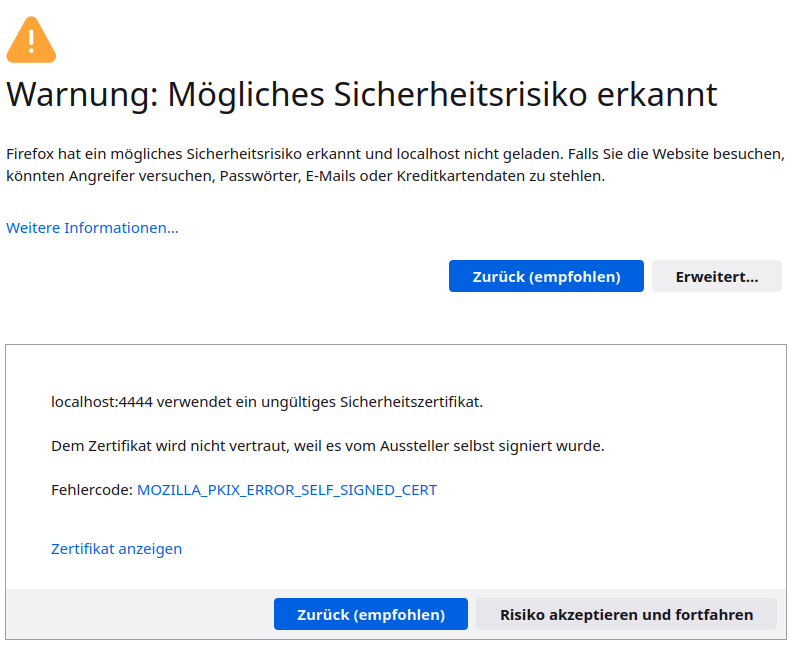 Warnung: Mögliches Sicherheitsrisiko erkannt
Firefox hat ein mögliches Sicherheitsrisiko erkannt und localhost nicht geladen. Falls Sie die Website besuchen,
könnten Angreifer versuchen, Passwörter, E-Mails oder Kreditkartendaten zu stehlen.
Weitere Informationen…
Zurück (empfohlen) Erweitert…
localhost:4444 verwendet ein ungültiges Sicherheitszertifikat.
Dem Zertifikat wird nicht vertraut, weil es vom Aussteller selbst signiert wurde.
Fehlercode: MOZILLA_PKIX_ERROR_SELF_SIGNED_CERT
Zertifikat anzeigen
Zurück (empfohlen) Risiko akzeptieren und fortfahren